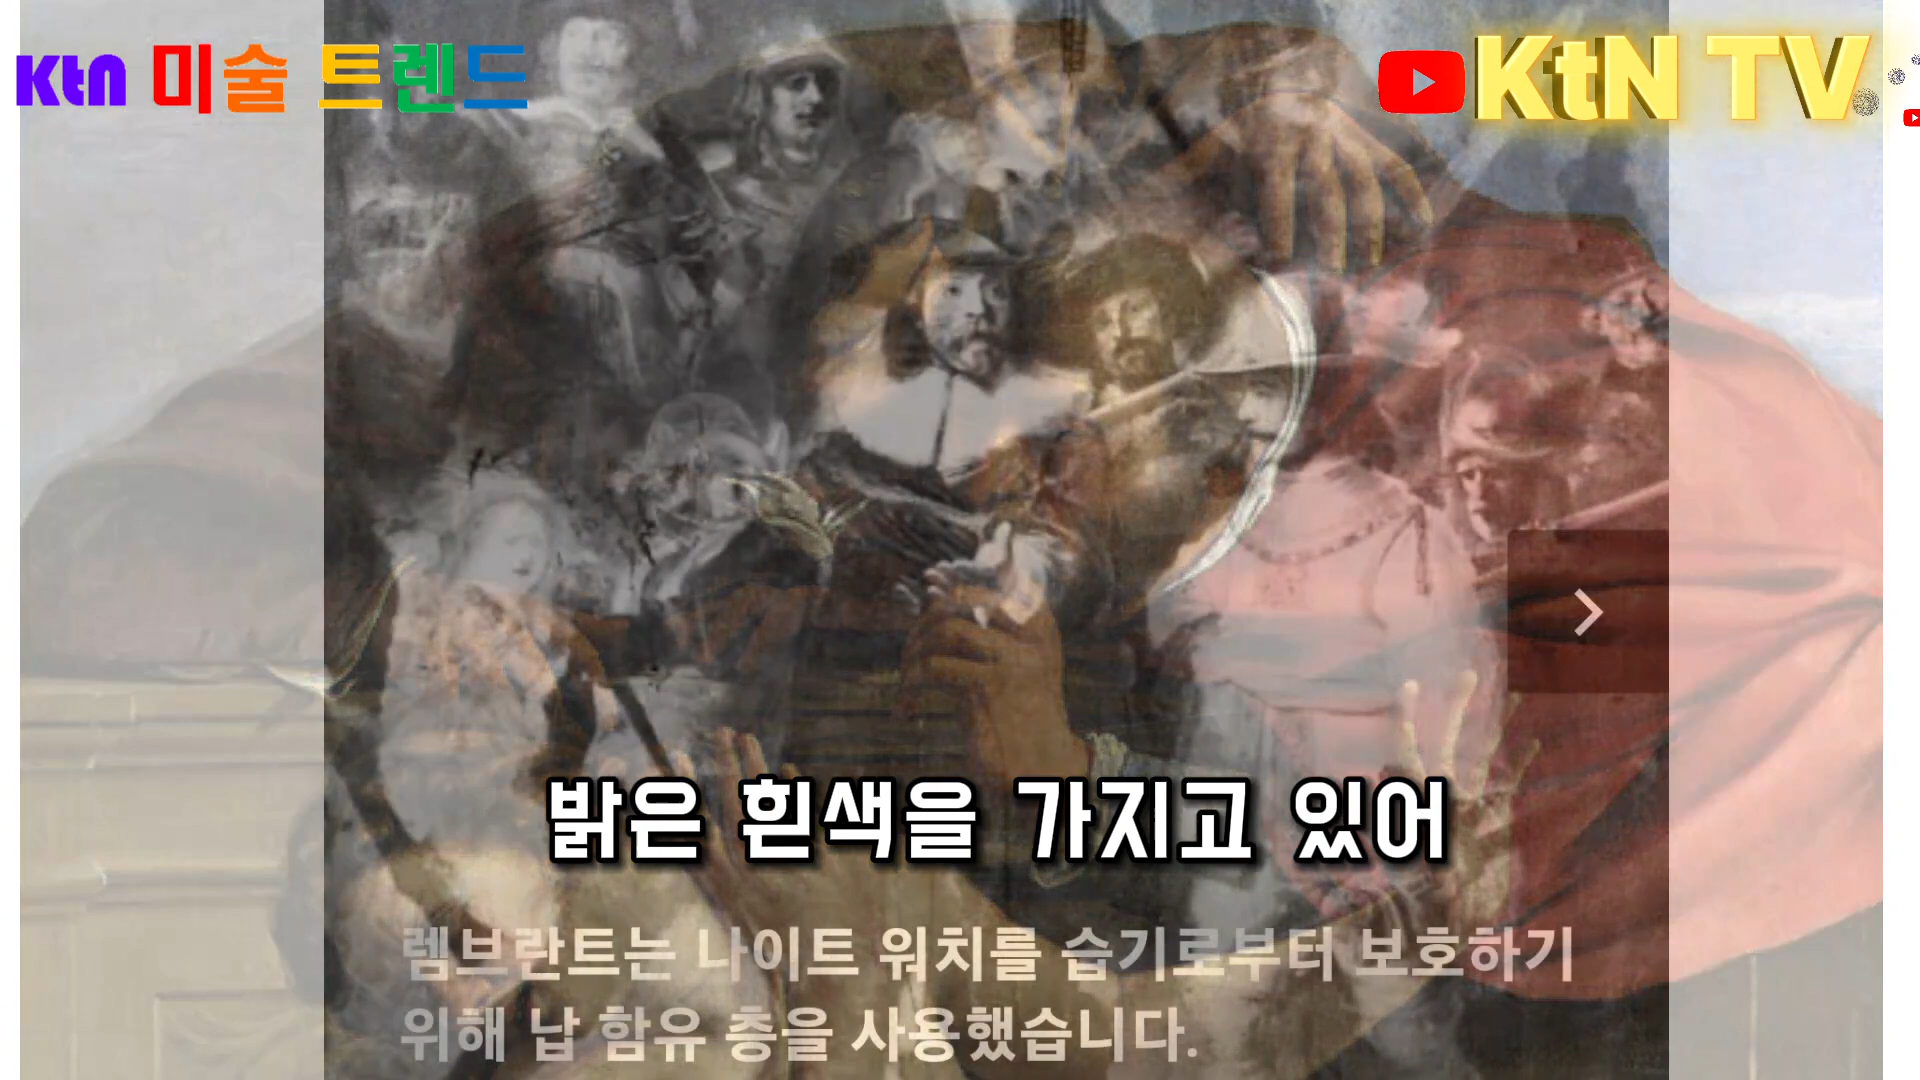 KtN 미술 트렌드
KtN TV
밝은 흰색을 가지고 있어
렘브란트는 나이트 워치를 습기로부터 보호하기
위해 납 함유 층을 사용했습니다.